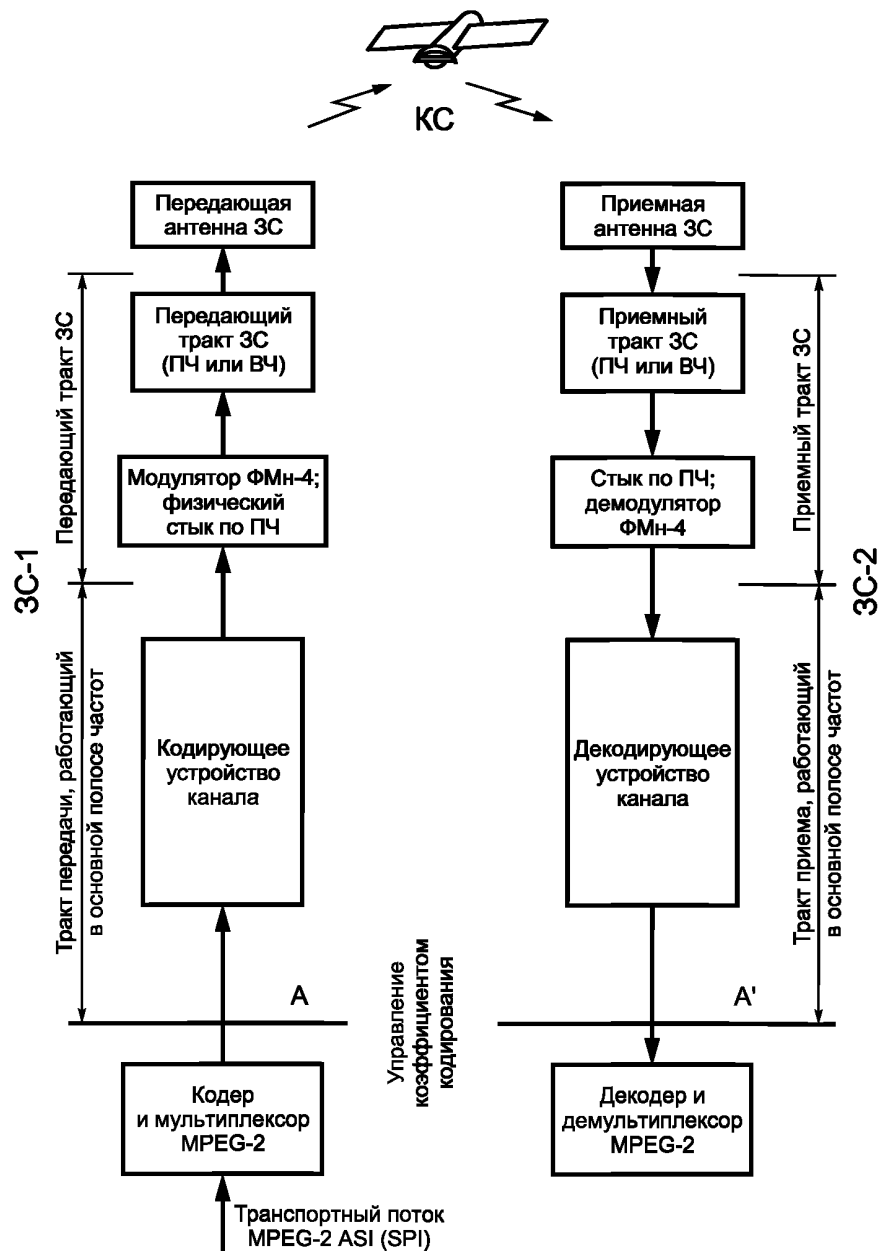 КС
Передающая
антенна ЗС
Передающий
тракт ЗС
(ПЧ или ВЧ)
Модулятор ФМн-4;
физический
стык по ПЧ
Кодирующее
устройство
канала
А
Кодер
и мультиплексор
MPEG-2
Транспортный поток
MPEG-2 ASI (SPI)
Передающий тракт ЗС
ЗС-1
Тракт передачи, работающий
в основной полосе частот
Управление
коэффициентом
кодирования
Приемная
антенна ЗС
Приемный
тракт ЗС
(ПЧ или ВЧ)
Стык по ПЧ;
демодулятор
ФМн-4
Декодирующее
устройство
канала
А'
Декодер и
демультиплексор
MPEG-2
Приемный тракт ЗС
ЗС-2
Тракт приема, работающий
в основной полосе частот